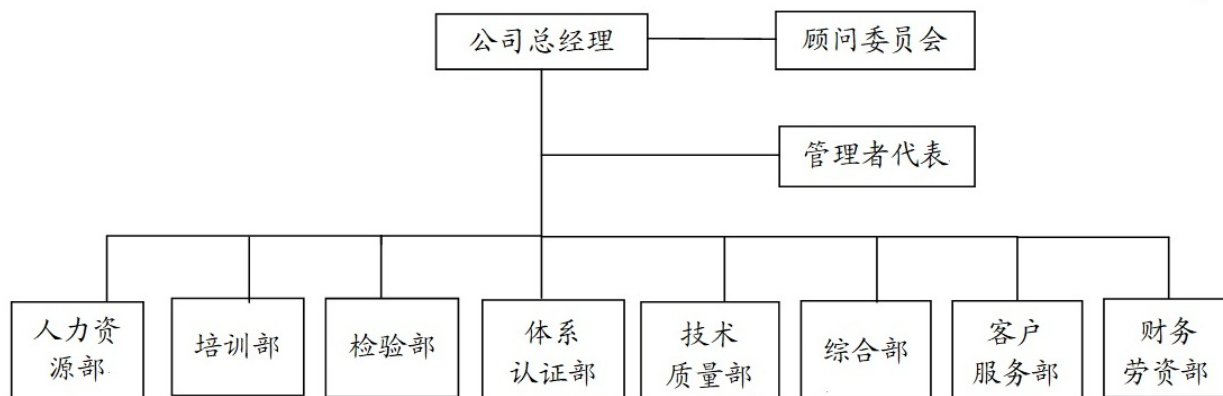 公司总经理
顾问委员会
管理者代表
人力资
源部
培训部
检验部
体系
认证部
技术
质量部
综合部
客户
服务部
财务
劳资部